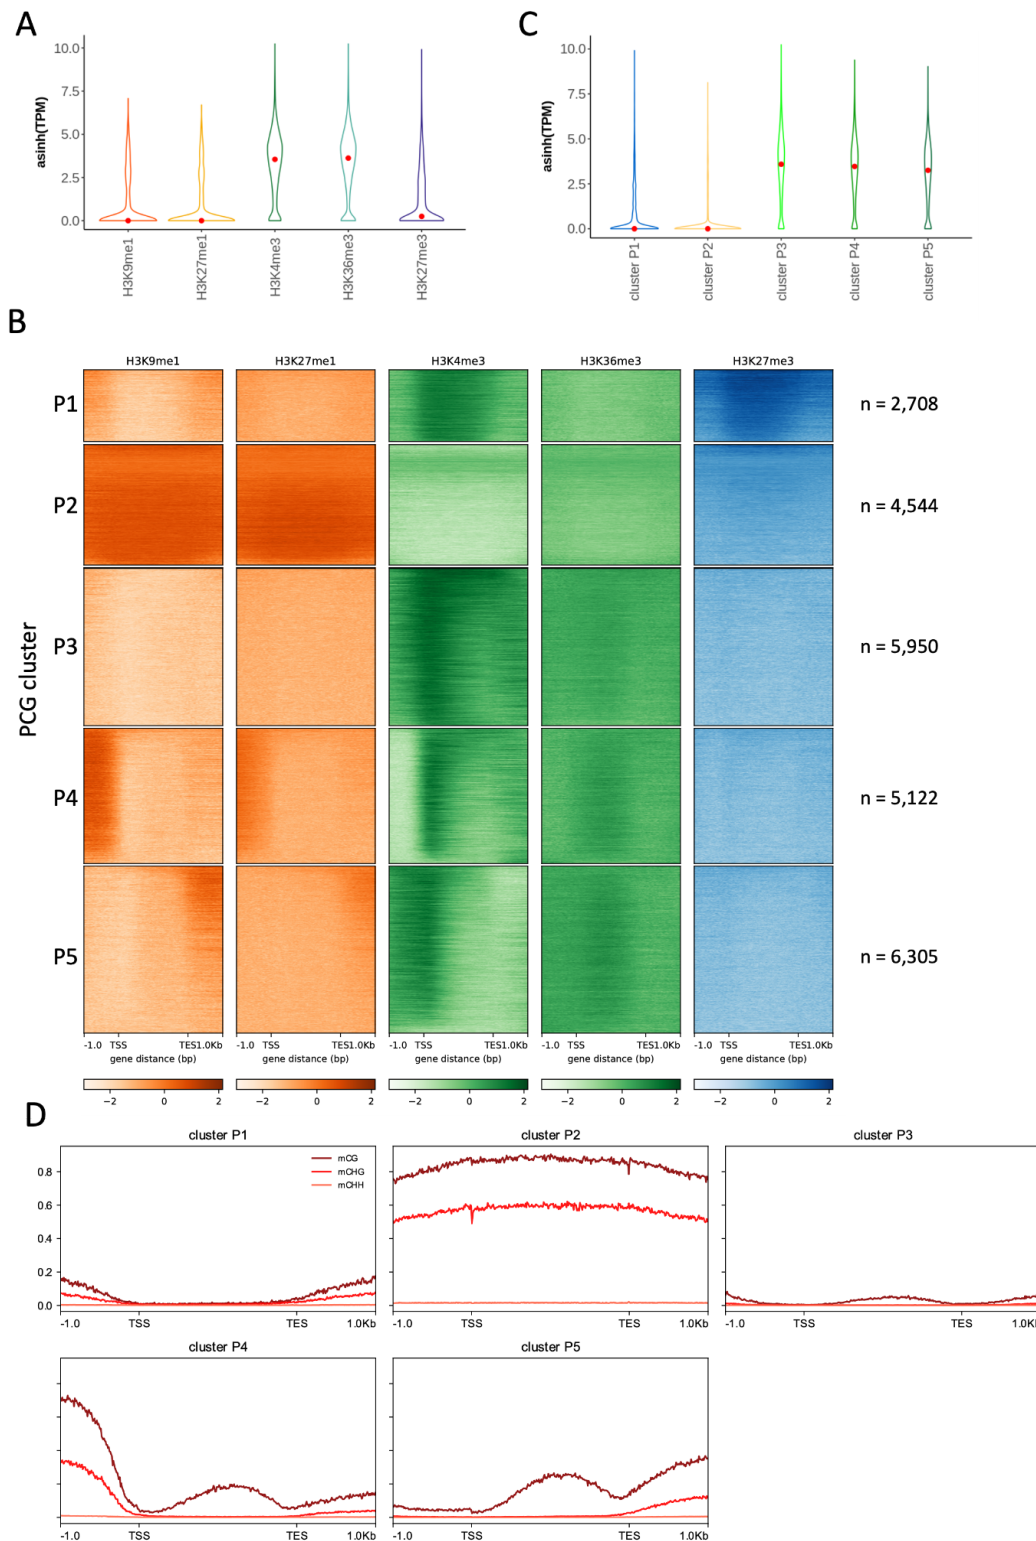 A
asinh(TPM)
10.0
7.5
5.0
2.5
0.0
H3K9me1
H3K27me1
H3K4me3
H3K36me3
H3K27me3
C
asinh(TPM)
10.0
7.5
5.0
2.5
0.0
cluster P1
cluster P2
cluster P3
cluster P4
cluster P5
B
H3K9me1 H3K27me1 H3K4me3 H3K36me3 H3K27me3
PCG cluster
P1 n = 2,708
P2 n = 4,544
P3 n = 5,950
P4 n = 5,122
P5 n = 6,305
-1.0 TSS TES1.0Kb -1.0 TSS TES1.0Kb -1.0 TSS TES1.0Kb -1.0 TSS TES1.0Kb -1.0 TSS TES1.0Kb
gene distance (bp) gene distance (bp) gene distance (bp) gene distance (bp) gene distance (bp)
−2 0 2 −2 0 2 −2 0 2 −2 0 2 −2 0 2
D
cluster P1 cluster P2 cluster P3
mCG
mCHG
mCHH
0.8
0.6
0.4
0.2
0.0
-1.0 TSS TES 1.0Kb -1.0 TSS TES 1.0Kb -1.0 TSS TES 1.0Kb
cluster P4 cluster P5
-1.0 TSS TES 1.0Kb -1.0 TSS TES 1.0Kb